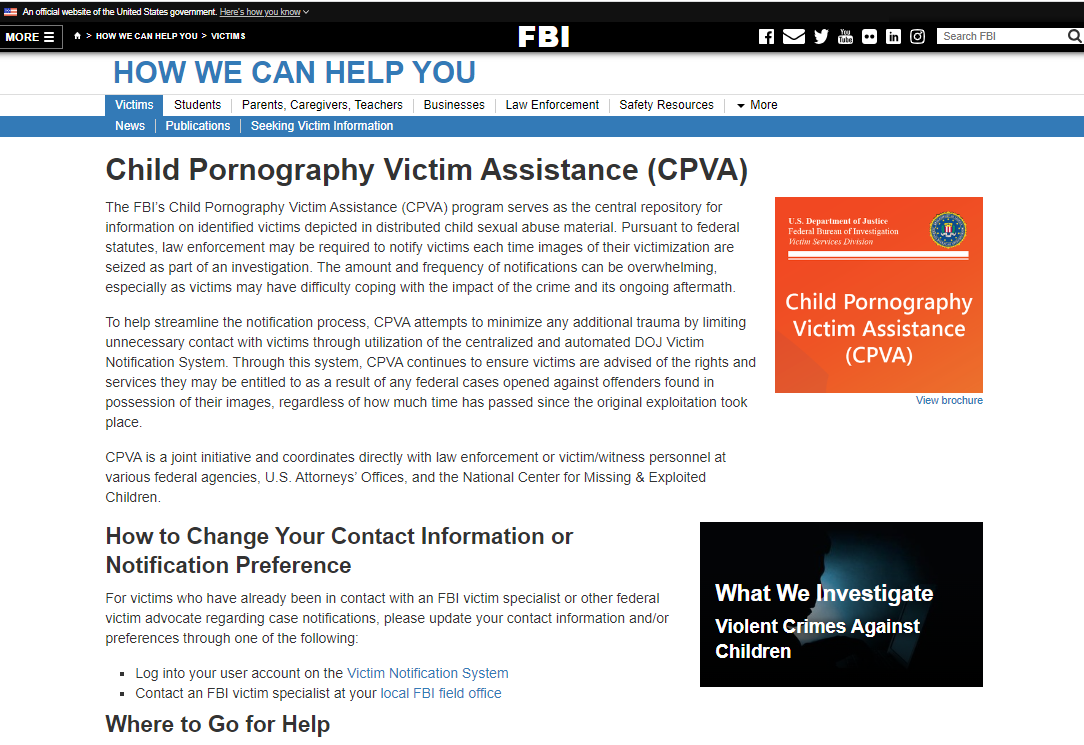 An official website of the United States government. Here's how you know
MORE
> HOW WE CAN HELP YOU > VICTIMS
FBI
You Tube
Search FBI
HOW WE CAN HELP YOU
Victims
Students
Parents, Caregivers, Teachers
Businesses
Law Enforcement
Safety Resources
More
News
Publications
Seeking Victim Information
Child Pornography Victim Assistance (CPVA)
The FBI’s Child Pornography Victim Assistance (CPVA) program serves as the central repository for
information on identified victims depicted in distributed child sexual abuse material. Pursuant to federal
statutes, law enforcement may be required to notify victims each time images of their victimization are
seized as part of an investigation. The amount and frequency of notifications can be overwhelming,
especially as victims may have difficulty coping with the impact of the crime and its ongoing aftermath.
To help streamline the notification process, CPVA attempts to minimize any additional trauma by limiting
unnecessary contact with victims through utilization of the centralized and automated DOJ Victim
Notification System. Through this system, CPVA continues to ensure victims are advised of the rights and
services they may be entitled to as a result of any federal cases opened against offenders found in
possession of their images, regardless of how much time has passed since the original exploitation took
place.
CPVA is a joint initiative and coordinates directly with law enforcement or victim/witness personnel at
various federal agencies, U.S. Attorneys’ Offices, and the National Center for Missing & Exploited
Children.
U.S. Department of Justice
Federal Bureau of Investigation
Victim Services Division
Child Pornography
Victim Assistance
(CPVA)
View brochure
How to Change Your Contact Information or
Notification Preference
For victims who have already been in contact with an FBI victim specialist or other federal
victim advocate regarding case notifications, please update your contact information and/or
preferences through one of the following:
Log into your user account on the Victim Notification System
Contact an FBI victim specialist at your local FBI field office
What We Investigate
Violent Crimes Against
Children
Where to Go for Help